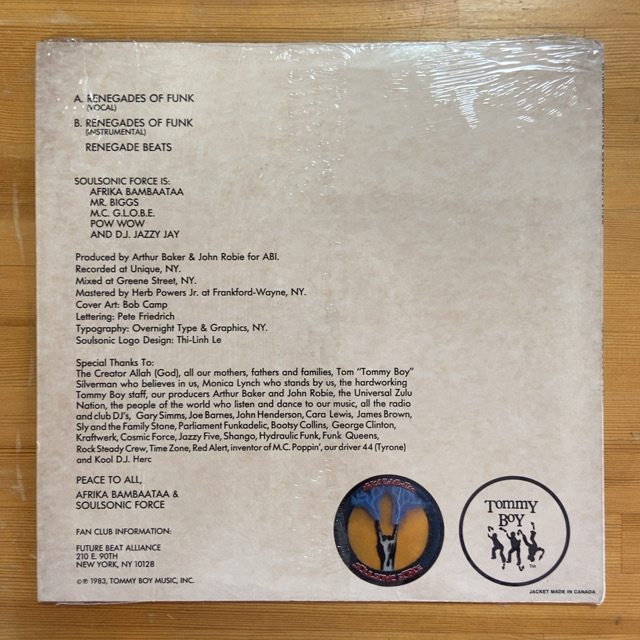 A. RENEGADES OF FUNK
(VOCAL)
B. RENEGADES OF FUNK
(INSTRUMENTAL)
RENEGADE BEATS
SOULSONIC FORCE IS:
AFRIKA BAMBAATAA
MR. BIGGS
M.C. G.L.O.B.E.
POW WOW
AND D.J. JAZZY JAY
Produced by Arthur Baker & John Robie for ABI.
Recorded at Unique, NY.
Mixed at Greene Street, NY.
Mastered by Herb Powers Jr. at Frankford-Wayne, NY.
Cover Art: Bob Camp
Lettering: Pete Friedrich
Typography: Overnight Type & Graphics, NY.
Soulsonic Logo Design: Thi-Linh Le
Special Thanks To:
The Creator Allah (God), all our mothers, fathers and families, Tom "Tommy Boy"
Silverman who believes in us, Monica Lynch who stands by us, the hardworking
Tommy Boy staff, our producers Arthur Baker and John Robie, the Universal Zulu
Nation, the people of the world who listen and dance to our music, all the radio
and club DJ's, Gary Simms, Joe Barnes, John Henderson, Cara Lewis, James Brown,
Sly and the Family Stone, Parliament Funkadelic, Bootsy Collins, George Clinton,
Kraftwerk, Cosmic Force, Jazzy Five, Shango, Hydraulic Funk, Funk Queens,
Rock Steady Crew, Time Zone, Red Alert, inventor of M.C. Poppin', our driver 44 (Tyrone)
and Kool D.J. Herc
PEACE TO ALL,
AFRIKA BAMBAATAA &
SOULSONIC FORCE
FAN CLUB INFORMATION:
FUTURE BEAT ALLIANCE
210 E. 90TH
NEW YORK, NY 10128
©℗ 1983, TOMMY BOY MUSIC, INC.
SOULSONIC FORCE
TOMMY
BOY
TM
JACKET MADE IN CANADA